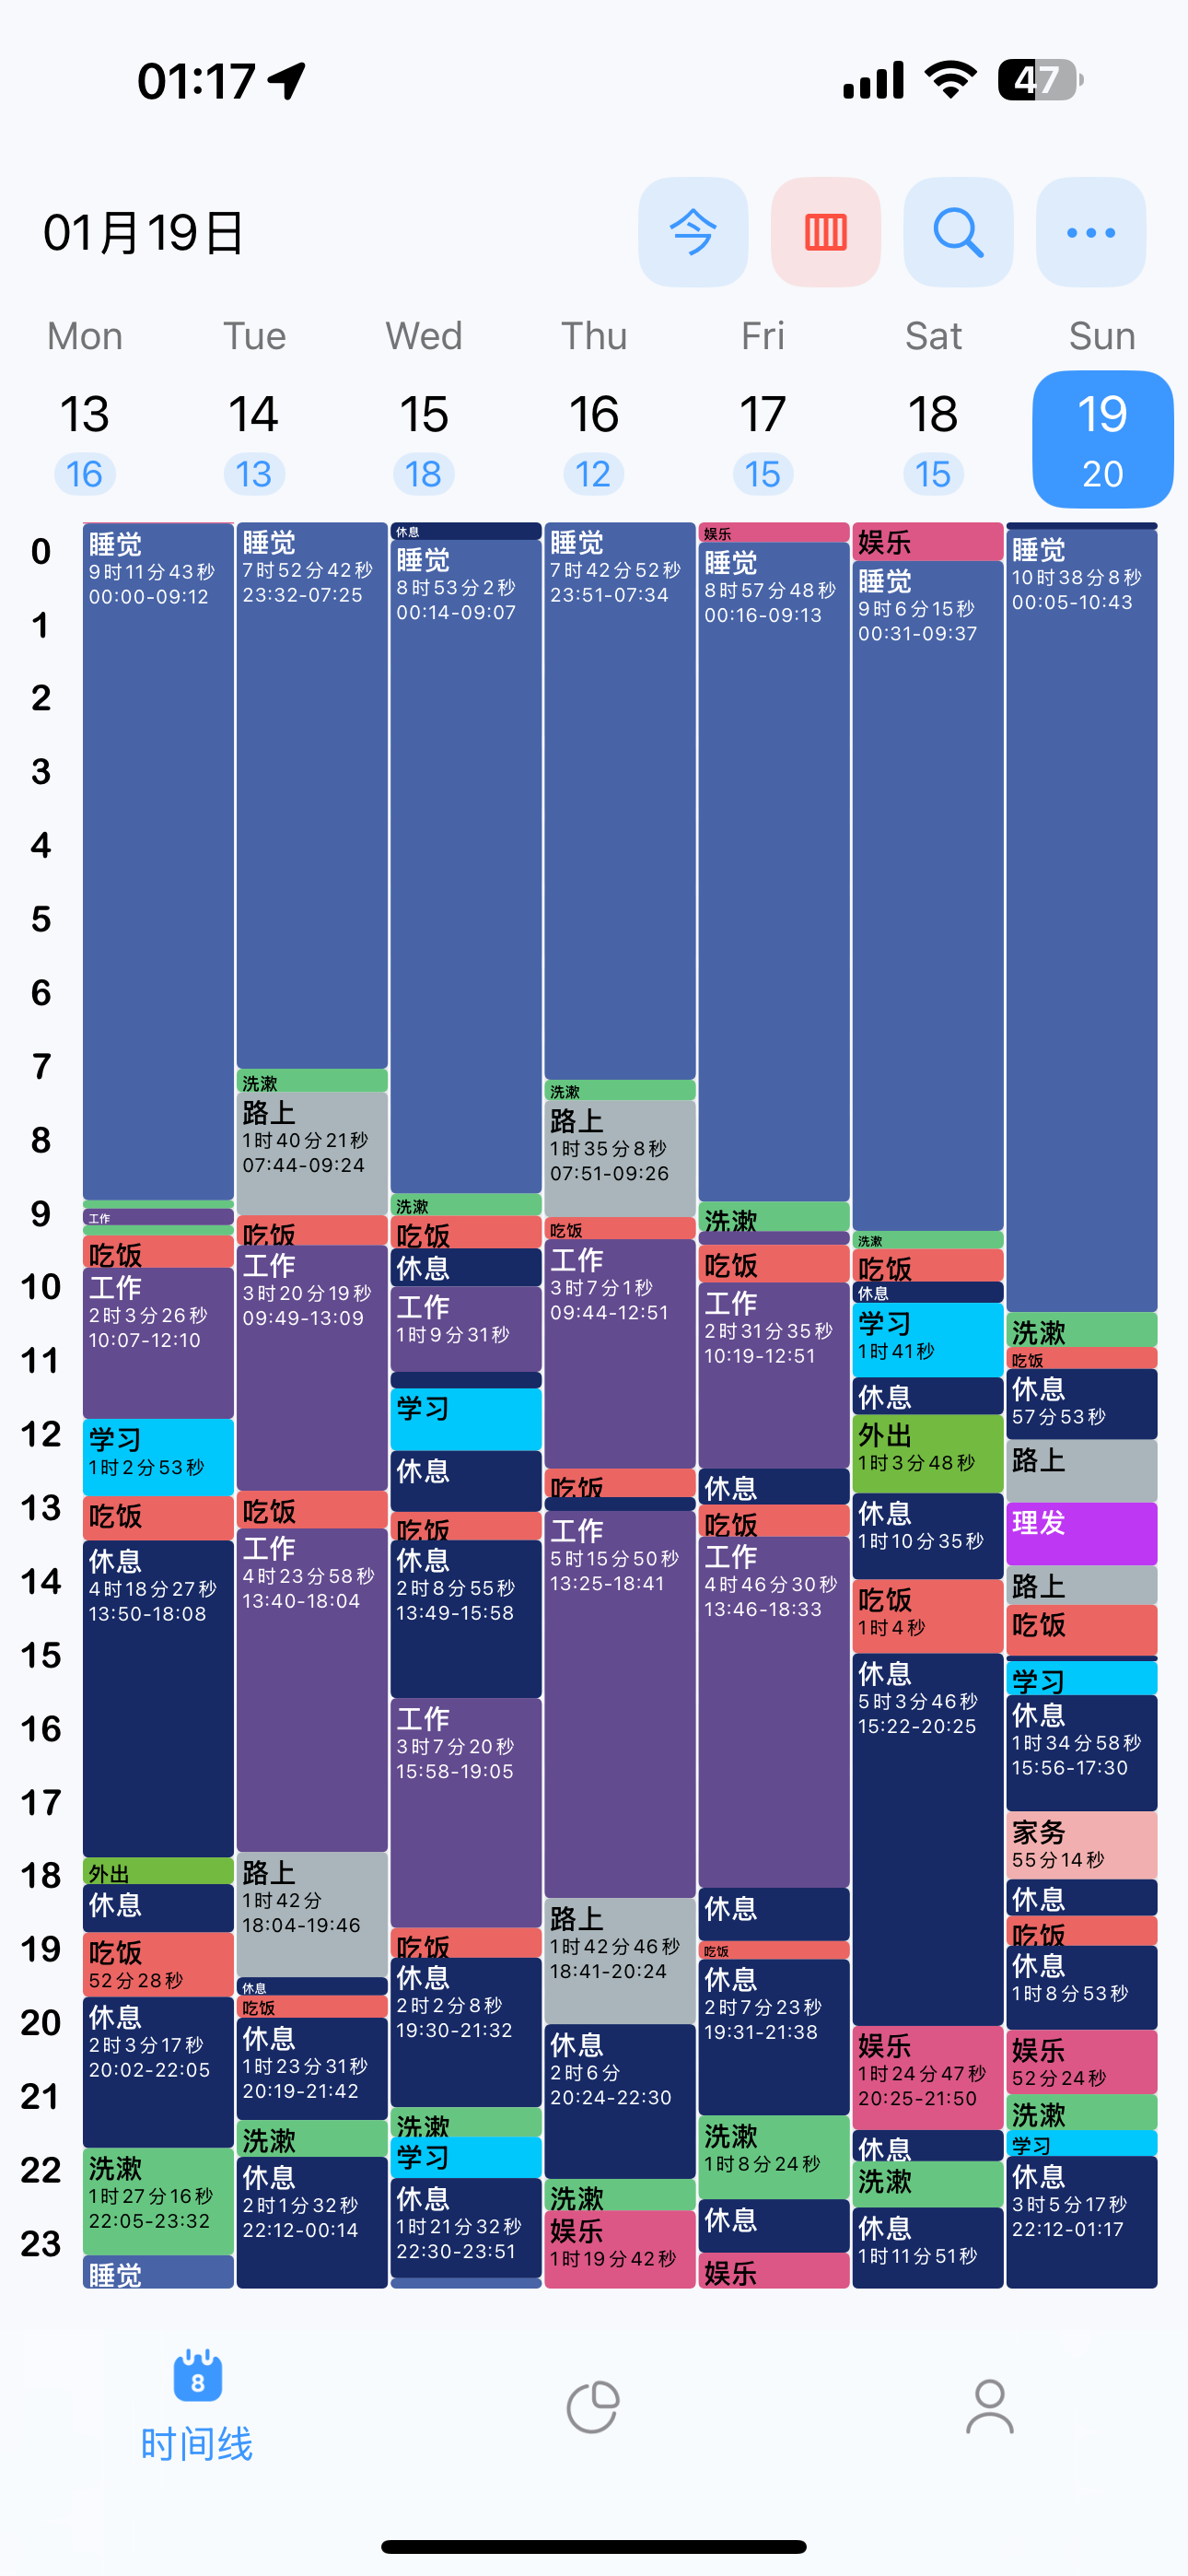 01:17
47
01月19日
今
Mon Tue Wed Thu Fri Sat Sun
13 14 15 16 17 18 19
16 13 18 12 15 15 20
0
1
2
3
4
5
6
7
8
9
10
11
12
13
14
15
16
17
18
19
20
21
22
23
睡觉
9时11分43秒
00:00-09:12
工作
吃饭
工作
2时3分26秒
10:07-12:10
学习
1时2分53秒
吃饭
休息
4时18分27秒
13:50-18:08
外出
休息
吃饭
52分28秒
休息
2时3分17秒
20:02-22:05
洗漱
1时27分16秒
22:05-23:32
睡觉
睡觉
7时52分42秒
23:32-07:25
洗漱
路上
1时40分21秒
07:44-09:24
吃饭
工作
3时20分19秒
09:49-13:09
吃饭
工作
4时23分58秒
13:40-18:04
路上
1时42分
18:04-19:46
休息
吃饭
休息
1时23分31秒
20:19-21:42
洗漱
休息
2时1分32秒
22:12-00:14
休息
睡觉
8时53分2秒
00:14-09:07
洗漱
吃饭
休息
工作
1时9分31秒
学习
休息
吃饭
休息
2时8分55秒
13:49-15:58
工作
3时7分20秒
15:58-19:05
吃饭
休息
2时2分8秒
19:30-21:32
洗漱
学习
休息
1时21分32秒
22:30-23:51
睡觉
7时42分52秒
23:51-07:34
洗漱
路上
1时35分8秒
07:51-09:26
吃饭
工作
3时7分1秒
09:44-12:51
吃饭
工作
5时15分50秒
13:25-18:41
路上
1时42分46秒
18:41-20:24
休息
2时6分
20:24-22:30
洗漱
娱乐
1时19分42秒
娱乐
睡觉
8时57分48秒
00:16-09:13
洗漱
吃饭
工作
2时31分35秒
10:19-12:51
休息
吃饭
工作
4时46分30秒
13:46-18:33
休息
吃饭
休息
2时7分23秒
19:31-21:38
洗漱
1时8分24秒
休息
娱乐
娱乐
睡觉
9时6分15秒
00:31-09:37
洗漱
吃饭
休息
学习
1时41秒
休息
外出
1时3分48秒
休息
1时10分35秒
吃饭
1时4秒
休息
5时3分46秒
15:22-20:25
娱乐
1时24分47秒
20:25-21:50
休息
洗漱
休息
1时11分51秒
睡觉
10时38分8秒
00:05-10:43
洗漱
吃饭
休息
57分53秒
路上
理发
路上
吃饭
学习
休息
1时34分58秒
15:56-17:30
家务
55分14秒
休息
吃饭
休息
1时8分53秒
娱乐
52分24秒
洗漱
学习
休息
3时5分17秒
22:12-01:17
8
时间线